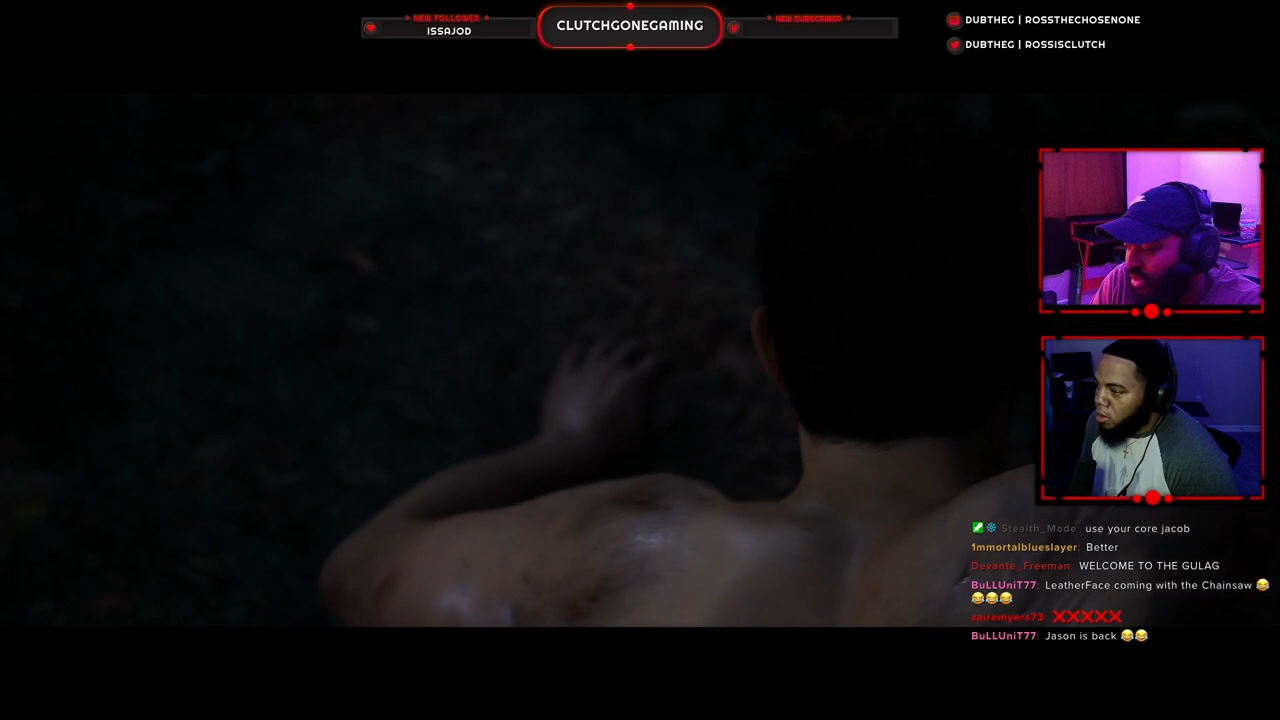 NEW FOLLOWER
ISSAJOD
CLUTCHGONEGAMING
NEW SUBSCRIBER
DUBTHEG | ROSSTHECHOSENONE
DUBTHEG | ROSSISCLUTCH
Stealth_Mode: use your core jacob
1mmortalblueslayer: Better
Devante_Freeman: WELCOME TO THE GULAG
BuLLUniT77: LeatherFace coming with the Chainsaw 😂
😂😂😂
zairemyers73: ❌❌❌❌❌
BuLLUniT77: Jason is back 😂😂